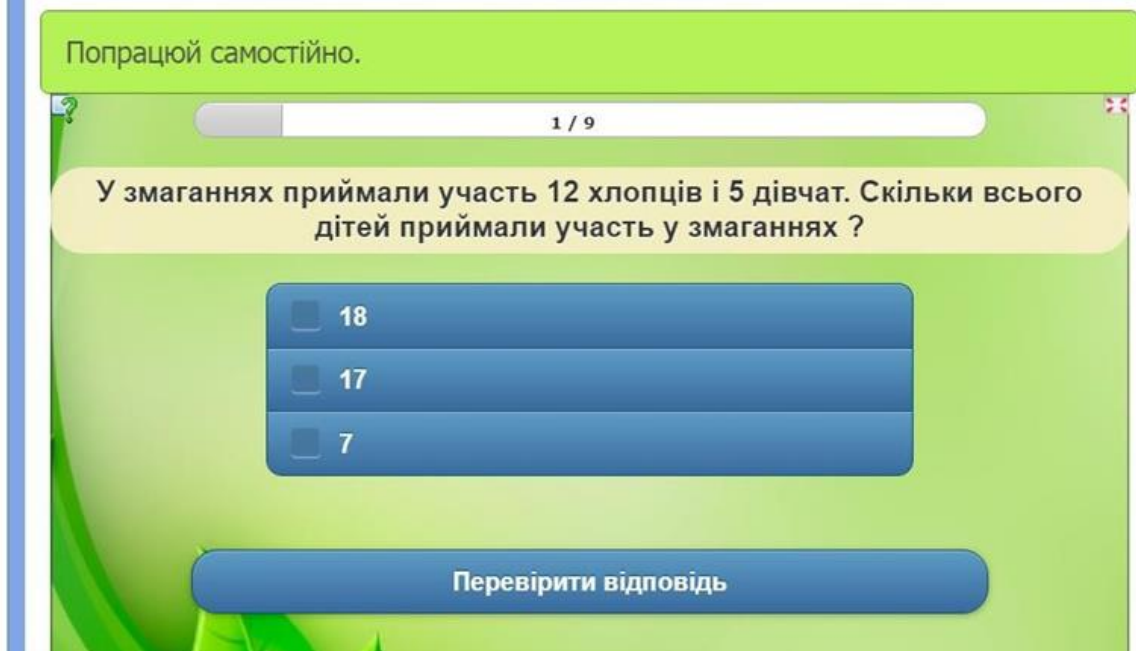 Попрацюй самостійно.
1 / 9
У змаганнях приймали участь 12 хлопців і 5 дівчат. Скільки всього
дітей приймали участь у змаганнях ?
18
17
7
Перевірити відповідь